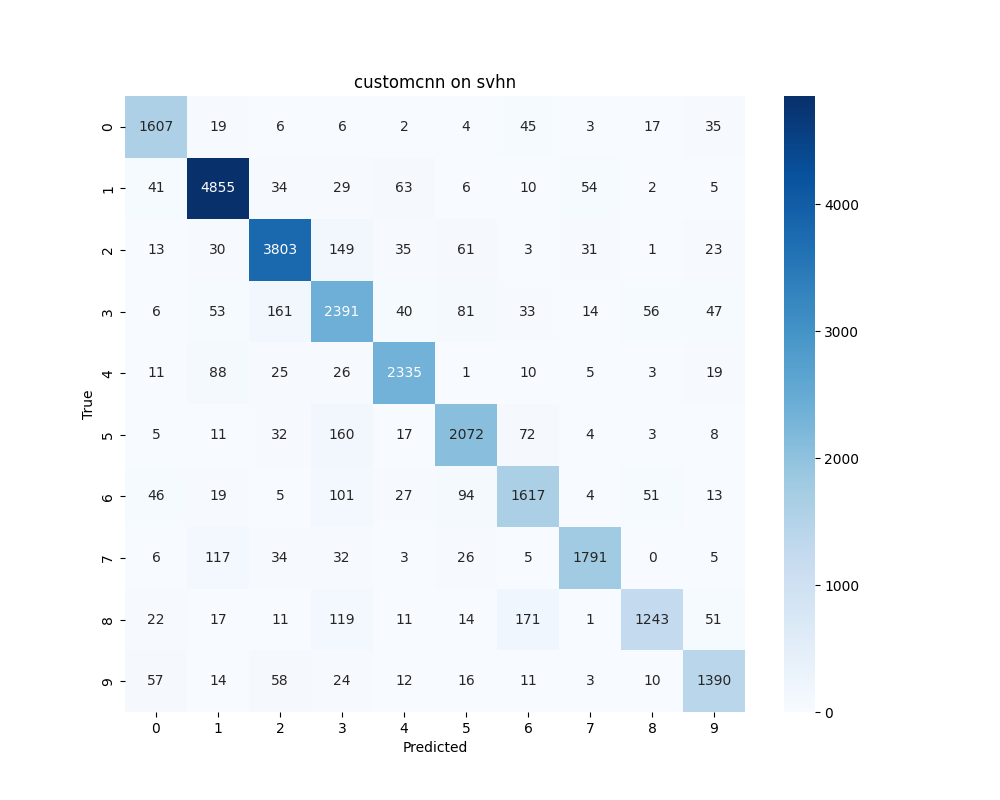 customcnn on svhn
0 1607 19 6 6 2 4 45 3 17 35
1 41 4855 34 29 63 6 10 54 2 5
2 13 30 3803 149 35 61 3 31 1 23
3 6 53 161 2391 40 81 33 14 56 47
4 11 88 25 26 2335 1 10 5 3 19
5 5 11 32 160 17 2072 72 4 3 8
6 46 19 5 101 27 94 1617 4 51 13
7 6 117 34 32 3 26 5 1791 0 5
8 22 17 11 119 11 14 171 1 1243 51
9 57 14 58 24 12 16 11 3 10 1390
0 1 2 3 4 5 6 7 8 9
Predicted
True
4000
3000
2000
1000
0